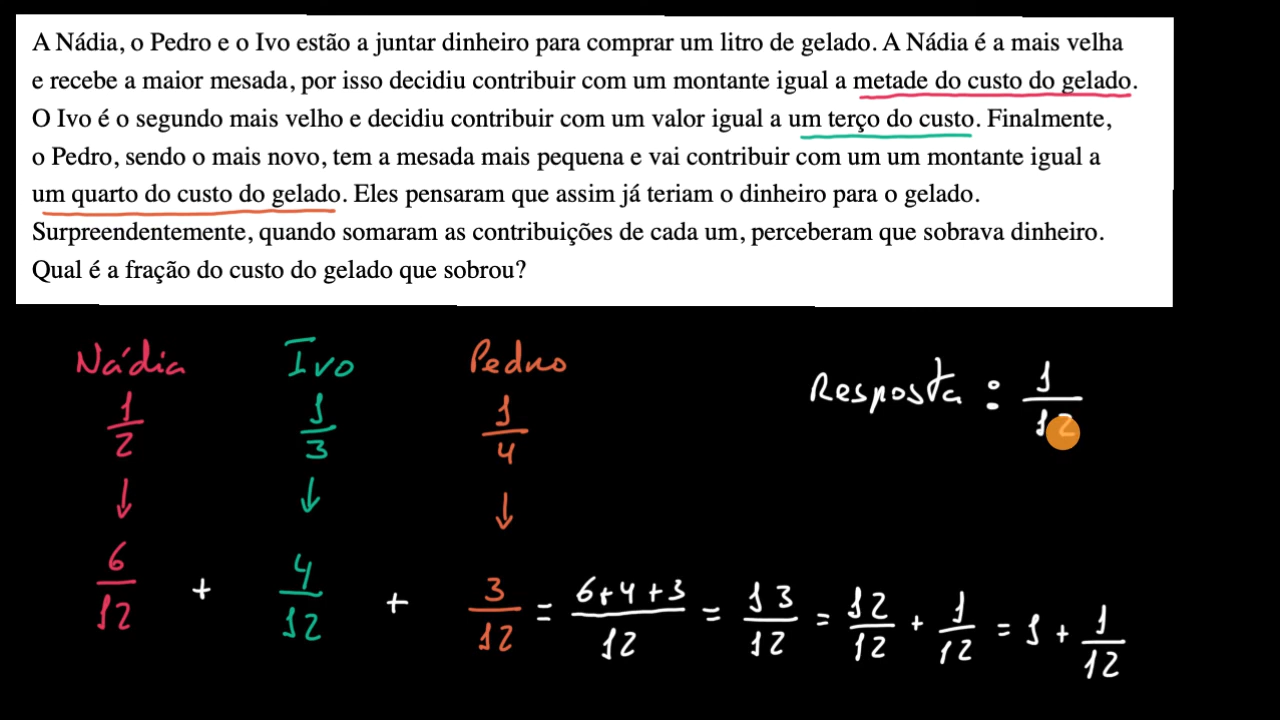 A Nádia, o Pedro e o Ivo estão a juntar dinheiro para comprar um litro de gelado. A Nádia é a mais velha
e recebe a maior mesada, por isso decidiu contribuir com um montante igual a metade do custo do gelado.
O Ivo é o segundo mais velho e decidiu contribuir com um valor igual a um terço do custo. Finalmente,
o Pedro, sendo o mais novo, tem a mesada mais pequena e vai contribuir com um um montante igual a
um quarto do custo do gelado. Eles pensaram que assim já teriam o dinheiro para o gelado.
Surpreendentemente, quando somaram as contribuições de cada um, perceberam que sobrava dinheiro.
Qual é a fração do custo do gelado que sobrou?
Nádia Ivo Pedro
1/2 1/3 1/4
Resposta : 1/12
↓ ↓ ↓
6/12 + 4/12 + 3/12 = 6+4+3/12 = 13/12 = 12/12 + 1/12 = 1 + 1/12